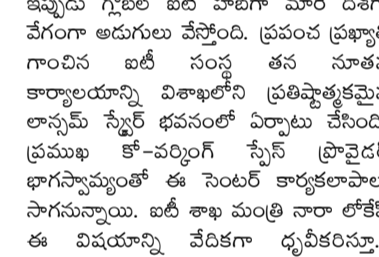 ఇప్పుడు గ్లోబల్ ఐటీ హబ్‌గా మారే దిశగా
వేగంగా అడుగులు వేస్తోంది. ప్రపంచ ప్రఖ్యా
గాంచిన ఐటీ సంస్థ తన నూత
కార్యాలయాన్ని విశాఖలోని ప్రతిష్టాత్మకమై
లాన్సమ్ స్క్వేర్ భవనంలో ఏర్పాటు చేసింది
ప్రముఖ కో-వర్కింగ్ స్పేస్ ప్రొవైడర్
భాగస్వామ్యంతో ఈ సెంటర్ కార్యకలాపాల
సాగనున్నాయి. ఐటీ శాఖ మంత్రి నారా లోకేష్
ఈ విషయాన్ని వేదికగా ధృవీకరిస్తూ.